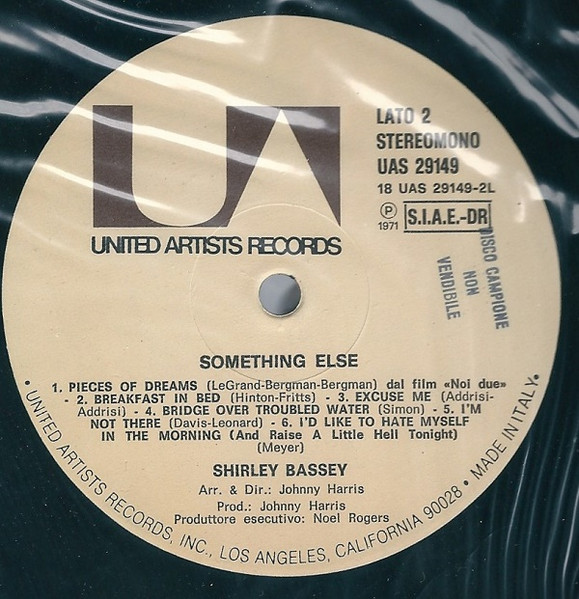 UA
UNITED ARTISTS RECORDS
LATO 2
STEREOMONO
UAS 29149
18 UAS 29149-2L
Ⓟ 1971 S.I.A.E.-DR
DISCO CAMPIONE
NON
VENDIBILE
SOMETHING ELSE
1. PIECES OF DREAMS (LeGrand-Bergman-Bergman) dal film «Noi due»
- 2. BREAKFAST IN BED (Hinton-Fritts) - 3. EXCUSE ME (Addrisi-
Addrisi) - 4. BRIDGE OVER TROUBLED WATER (Simon) - 5. I'M
NOT THERE (Davis-Leonard) - 6. I'D LIKE TO HATE MYSELF
IN THE MORNING (And Raise A Little Hell Tonight)
(Meyer)
SHIRLEY BASSEY
Arr. & Dir.: Johnny Harris
Prod.: Johnny Harris
Produttore esecutivo: Noel Rogers
• UNITED ARTISTS RECORDS, INC., LOS ANGELES, CALIFORNIA 90028 • MADE IN ITALY •